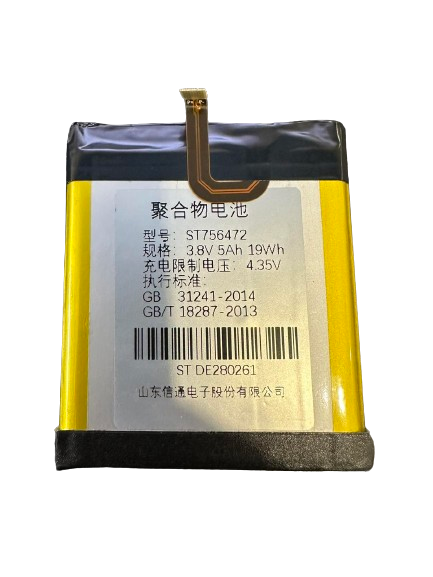 聚合物电池
型号: ST756472
规格: 3.8V 5Ah 19Wh
充电限制电压: 4.35V
执行标准:
GB 31241-2014
GB/T 18287-2013
ST DE280261
山东信通电子股份有限公司